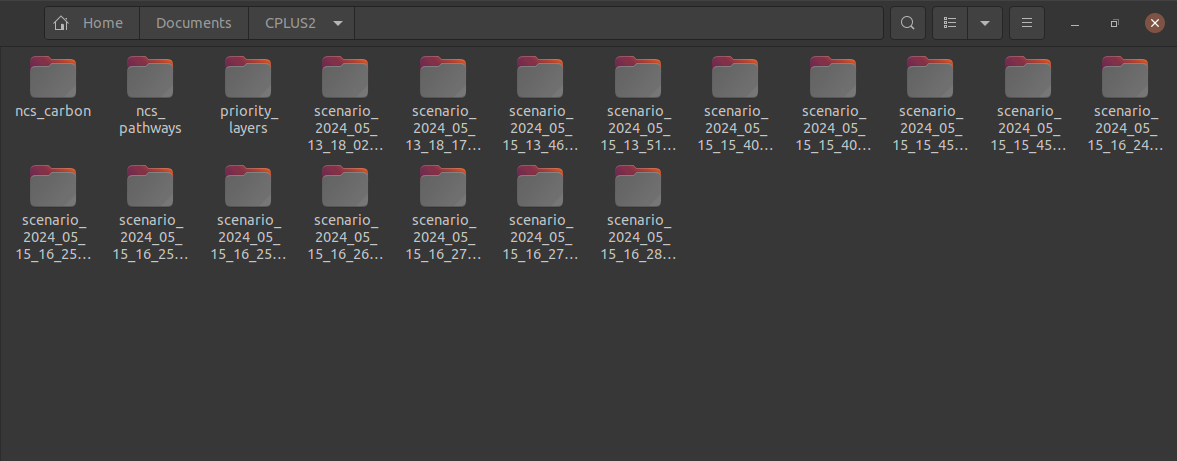 Home Documents CPLUS2
ncs_carbon
ncs_
pathways
priority_
layers
scenario_
2024_05_
13_18_02...
scenario_
2024_05_
13_18_17...
scenario_
2024_05_
15_13_46...
scenario_
2024_05_
15_13_51...
scenario_
2024_05_
15_15_40...
scenario_
2024_05_
15_15_40...
scenario_
2024_05_
15_15_45...
scenario_
2024_05_
15_15_45...
scenario_
2024_05_
15_16_24...
scenario_
2024_05_
15_16_25...
scenario_
2024_05_
15_16_25...
scenario_
2024_05_
15_16_25...
scenario_
2024_05_
15_16_26...
scenario_
2024_05_
15_16_27...
scenario_
2024_05_
15_16_27...
scenario_
2024_05_
15_16_28...